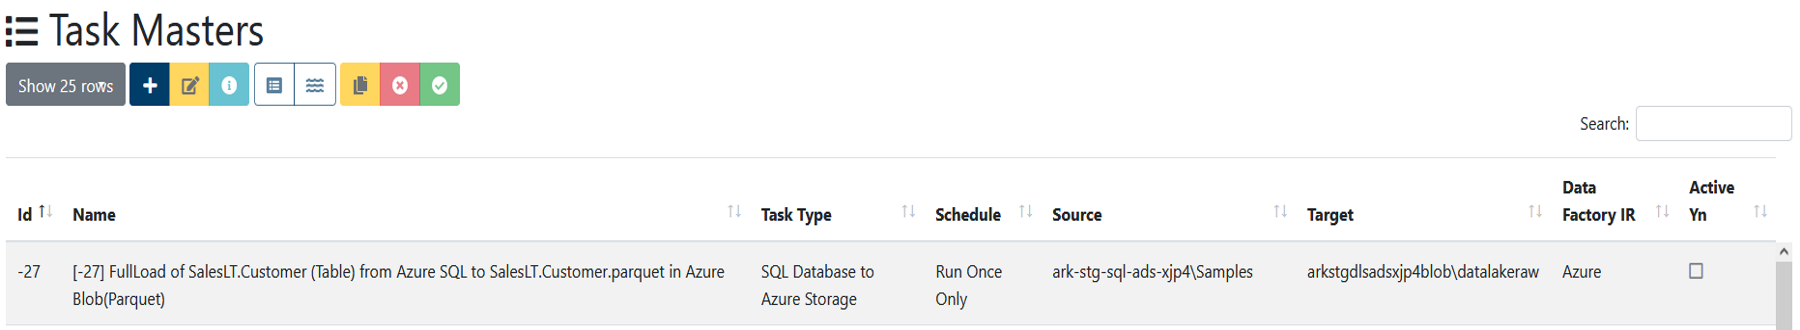 Task Masters
Show 25 rows
Search:
Id Name Task Type Schedule Source Target Data Factory IR Active Yn
-27 [-27] FullLoad of SalesLT.Customer (Table) from Azure SQL to SalesLT.Customer.parquet in Azure SQL Database to Run Once ark-stg-sql-ads-xjp4\Samples arkstgdlsadsxjp4blob\datalakeraw Azure
Blob(Parquet) Azure Storage Only